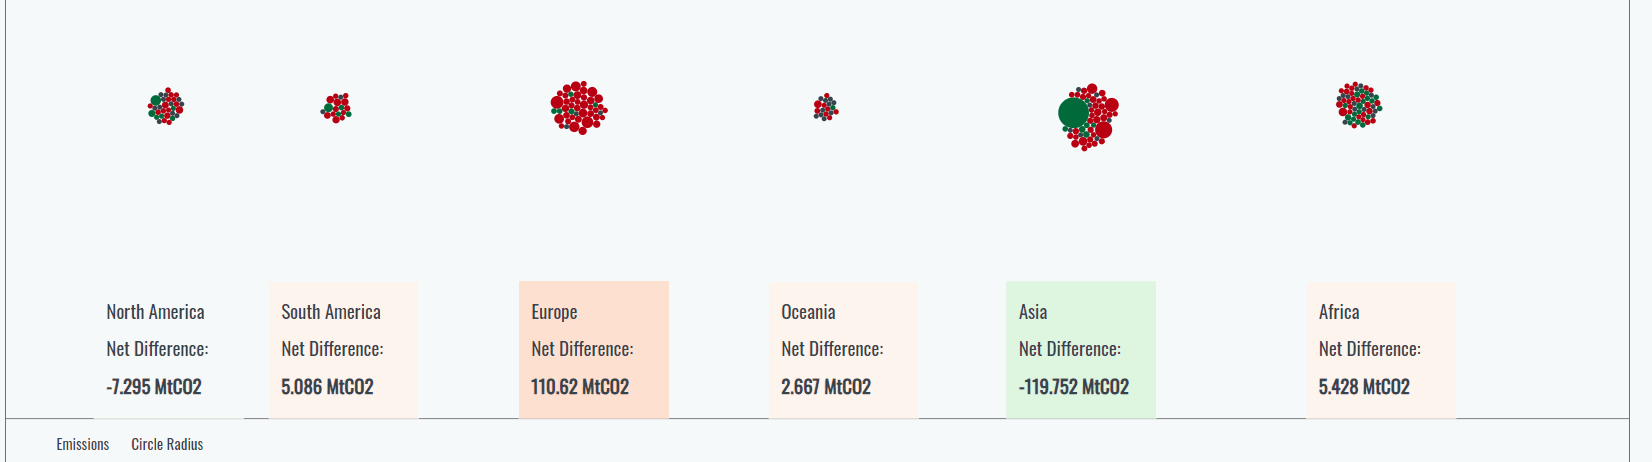 North America
Net Difference:
-7.295 MtCO2
South America
Net Difference:
5.086 MtCO2
Europe
Net Difference:
110.62 MtCO2
Oceania
Net Difference:
2.667 MtCO2
Asia
Net Difference:
-119.752 MtCO2
Africa
Net Difference:
5.428 MtCO2
Emissions
Circle Radius